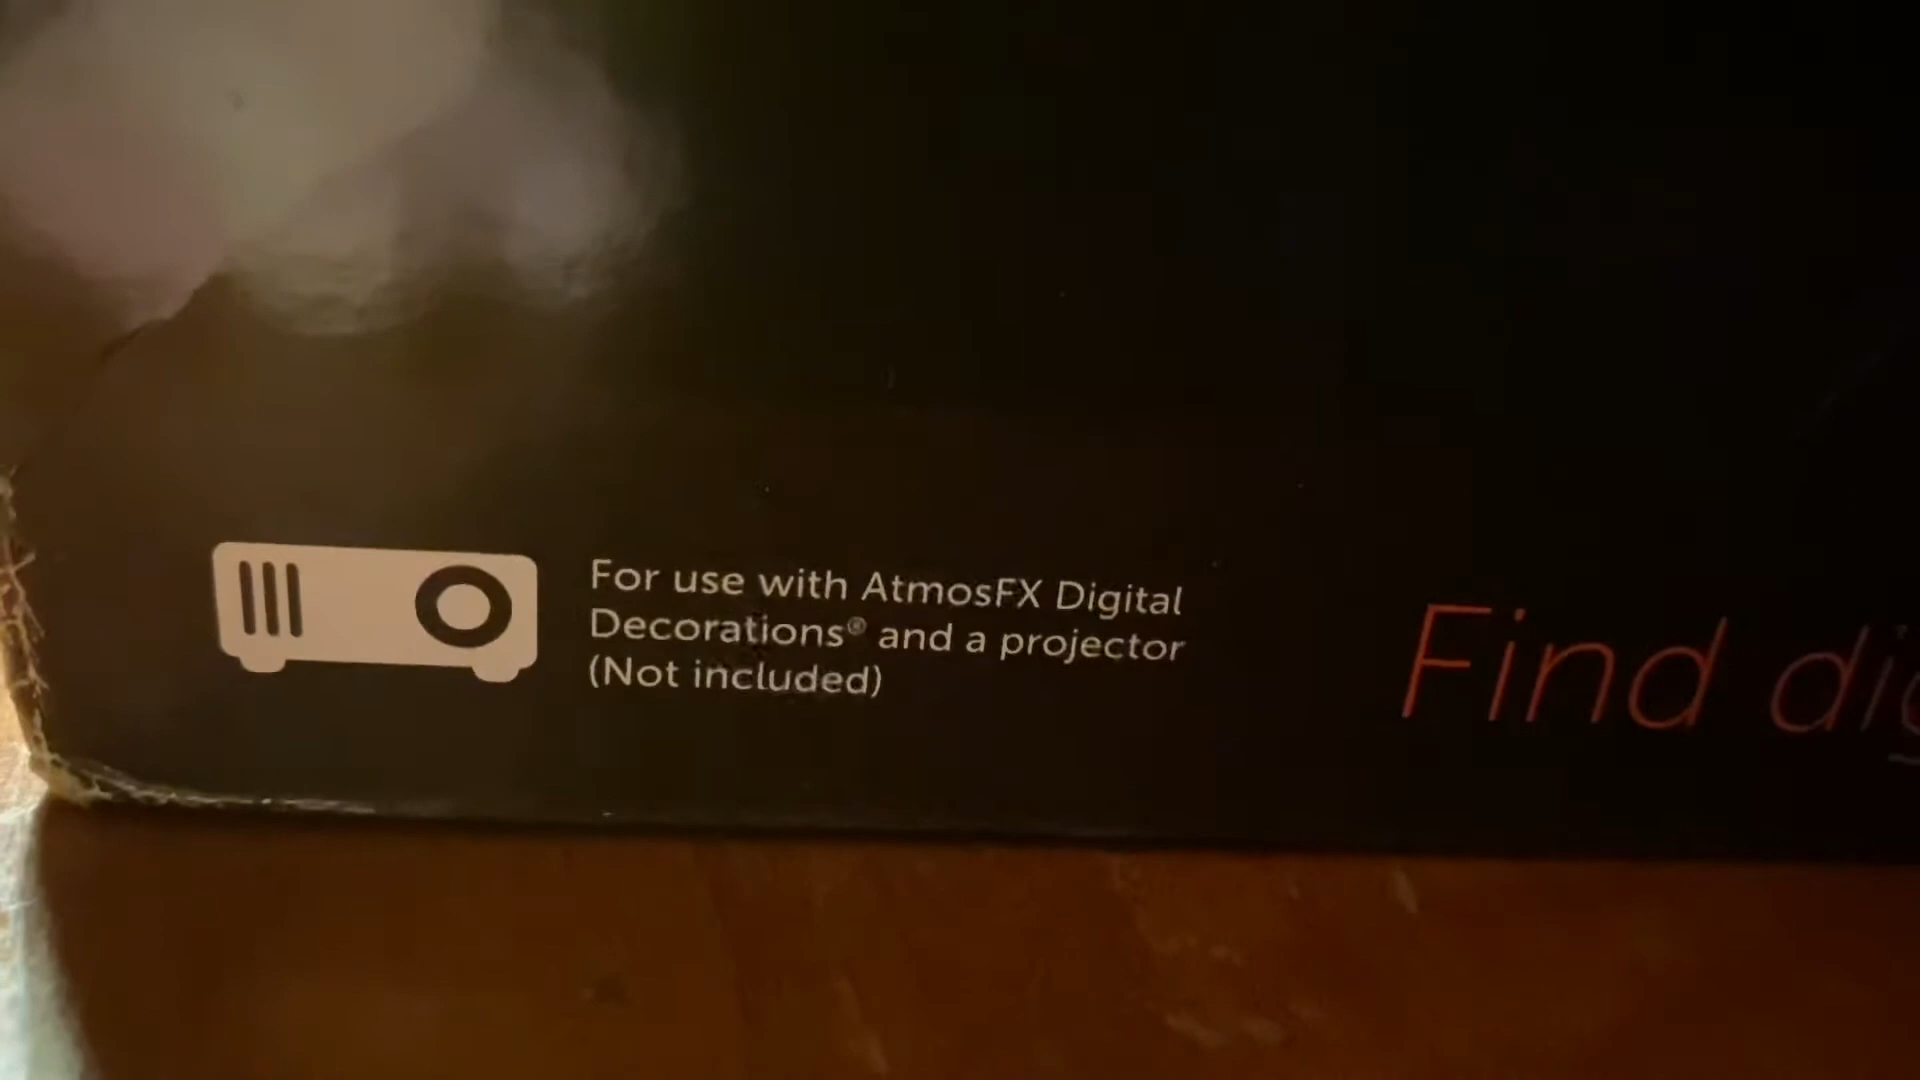 For use with AtmosFX Digital
Decorations® and a projector
(Not included)
Find